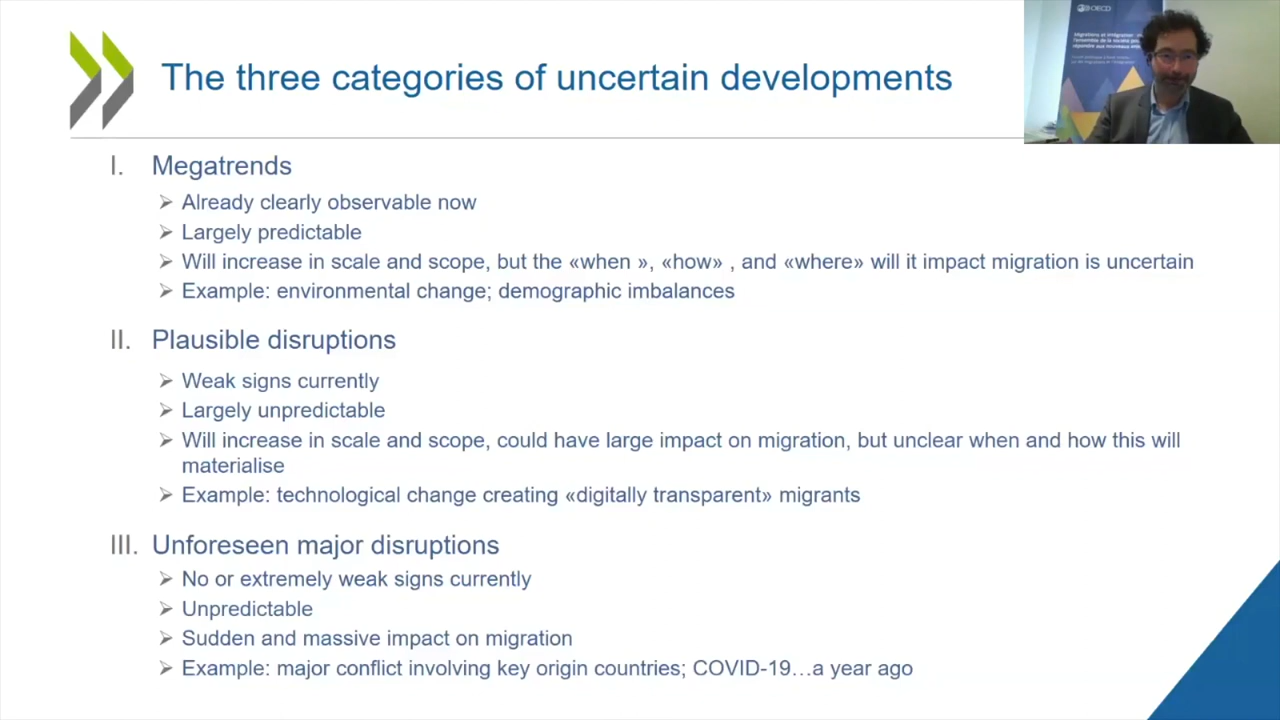 The three categories of uncertain developments
OECD
I. Megatrends
Already clearly observable now
Largely predictable
Will increase in scale and scope, but the «when », «how» , and «where» will it impact migration is uncertain
Example: environmental change; demographic imbalances
II. Plausible disruptions
Weak signs currently
Largely unpredictable
Will increase in scale and scope, could have large impact on migration, but unclear when and how this will
materialise
Example: technological change creating «digitally transparent» migrants
III. Unforeseen major disruptions
No or extremely weak signs currently
Unpredictable
Sudden and massive impact on migration
Example: major conflict involving key origin countries; COVID-19…a year ago